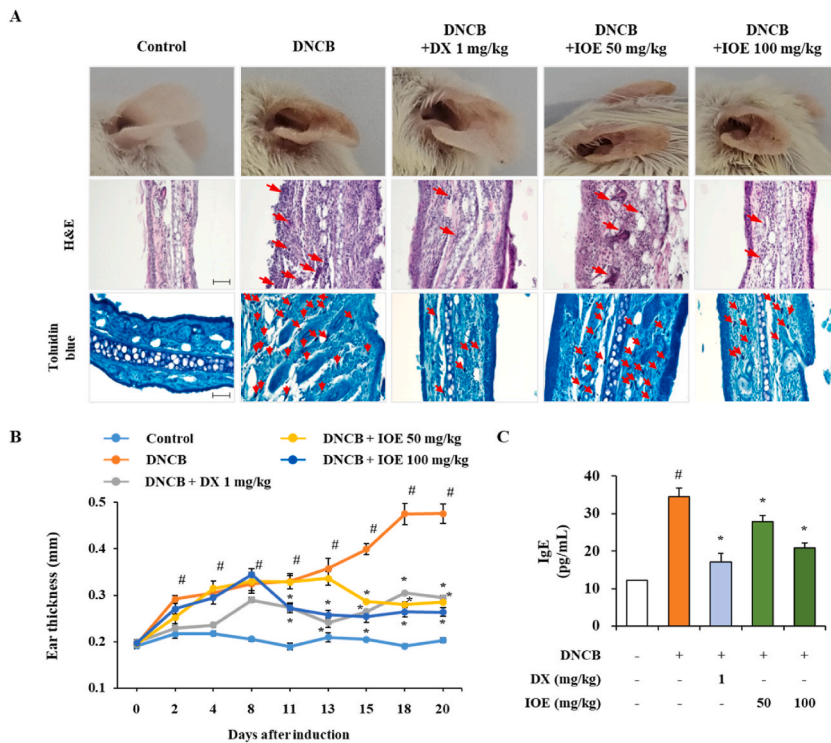 A
Control
DNCB
DNCB
+DX 1 mg/kg
DNCB
+IOE 50 mg/kg
DNCB
+IOE 100 mg/kg
H&E
Toluidin
blue
B
Control
DNCB
DNCB + DX 1 mg/kg
DNCB + IOE 50 mg/kg
DNCB + IOE 100 mg/kg
Ear thickness (mm)
0.5
0.4
0.3
0.2
0.1
# # # # # # # #
* * * * * * * * * * * * *
0 2 4 8 11 13 15 18 20
Days after induction
C
IgE
(pg/mL)
40
30
20
10
0
# * * *
DNCB - + + + +
DX (mg/kg) - - 1 - -
IOE (mg/kg) - - - 50 100